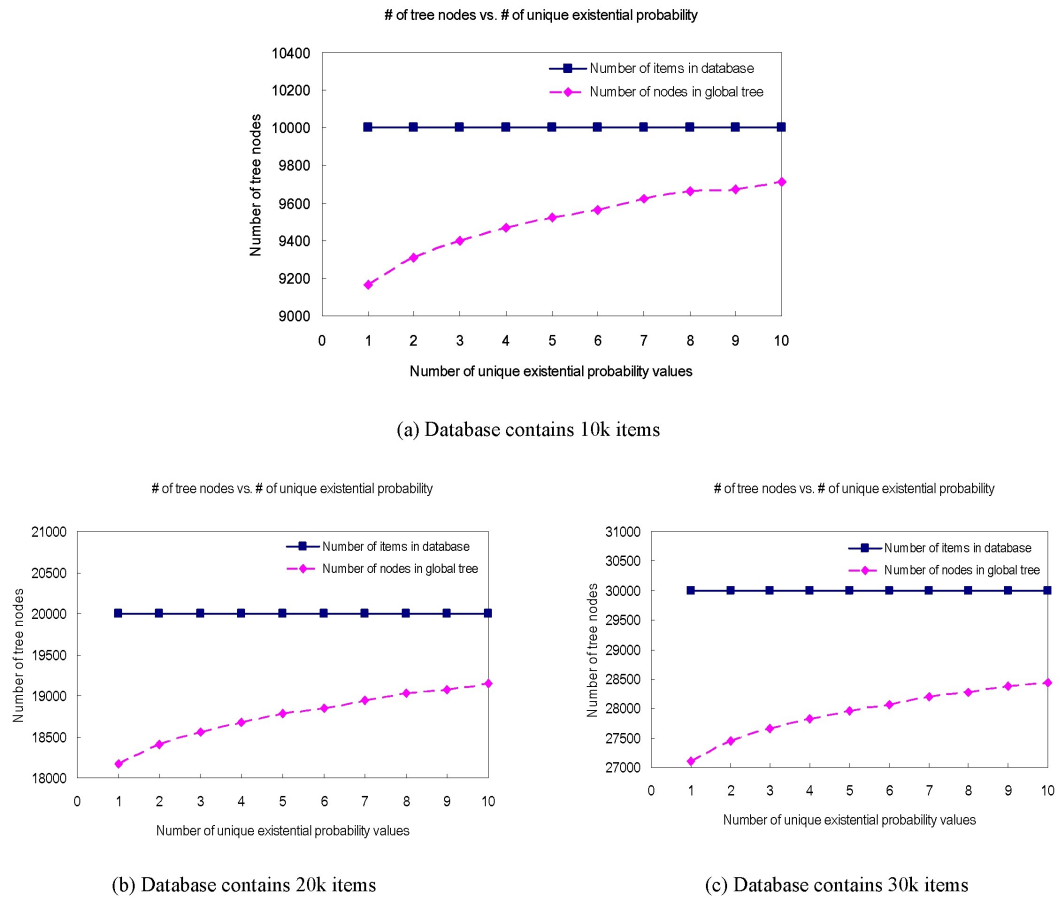 # of tree nodes vs. # of unique existential probability
10400
10200
10000
9800
9600
9400
9200
9000
Number of tree nodes
Number of items in database
Number of nodes in global tree
0 1 2 3 4 5 6 7 8 9 10
Number of unique existential probability values
(a) Database contains 10k items
# of tree nodes vs. # of unique existential probability
21000
20500
20000
19500
19000
18500
18000
Number of tree nodes
Number of items in database
Number of nodes in global tree
0 1 2 3 4 5 6 7 8 9 10
Number of unique existential probability values
(b) Database contains 20k items
# of tree nodes vs. # of unique existential probability
31000
30500
30000
29500
29000
28500
28000
27500
27000
Number of tree nodes
Number of items in database
Number of nodes in global tree
0 1 2 3 4 5 6 7 8 9 10
Number of unique existential probability values
(c) Database contains 30k items